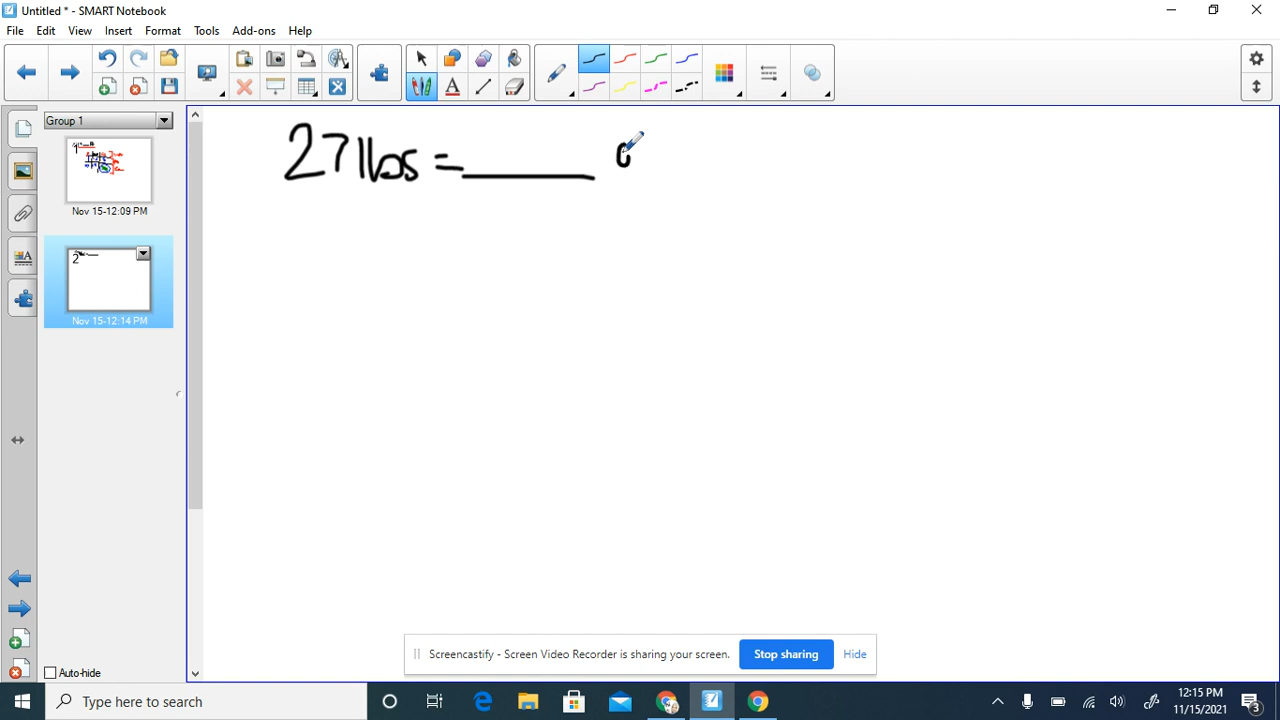 Untitled * - SMART Notebook
File Edit View Insert Format Tools Add-ons Help
Group 1
27 lbs = ______ o
Nov 15-12:09 PM
Nov 15-12:14 PM
Auto-hide
Screencastify - Screen Video Recorder is sharing your screen. Stop sharing Hide
Type here to search
12:15 PM
11/15/2021
3